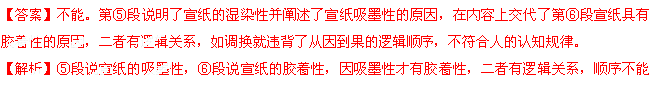 【答案】不能。第⑤段说明了宣纸的湿染性并阐述了宣纸吸墨性的原因，在内容上交代了第⑥段宣纸具有
胶着性的原因，二者有逻辑关系，如调换就违背了从因到果的逻辑顺序，不符合人的认知规律。
【解析】⑤段说宣纸的吸墨性，⑥段说宣纸的胶着性，因吸墨性才有胶着性，二者有逻辑关系，顺序不能